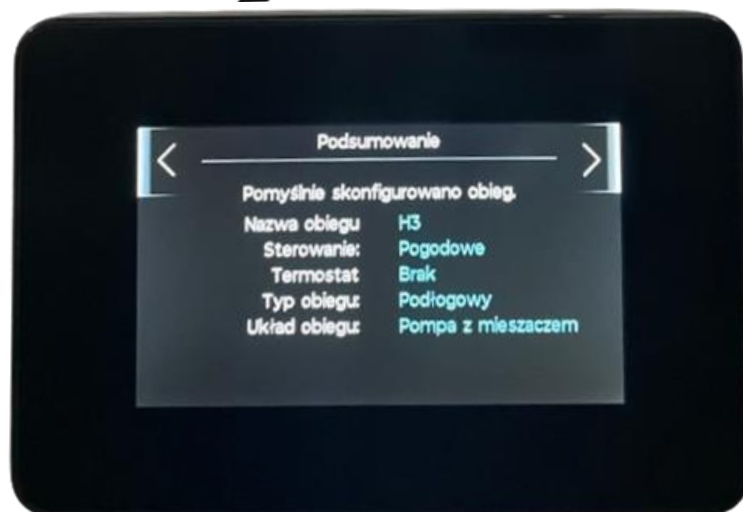 Podsumowanie
Pomyślnie skonfigurowano obieg.
Nazwa obiegu H3
Sterowanie: Pogodowe
Termostat Brak
Typ obiegu: Podłogowy
Układ obiegu: Pompa z mieszaczem